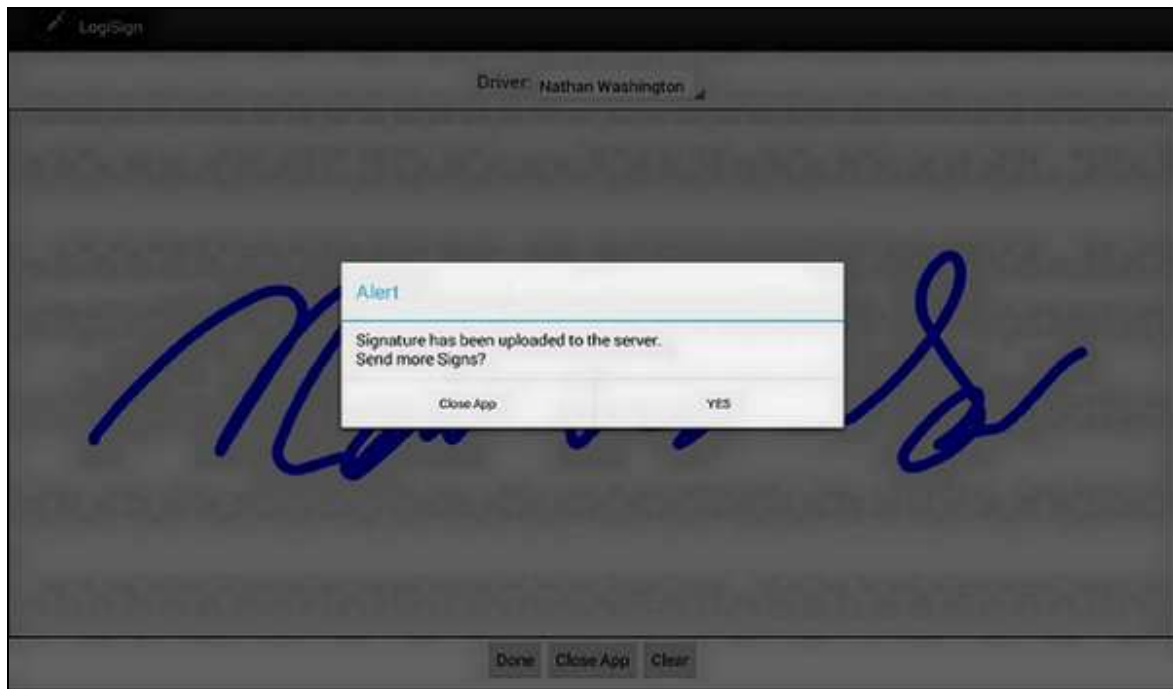 LogiSign
Driver: Nathan Washington
Alert
Signature has been uploaded to the server.
Send more Signs?
Close App YES
Done Close App Clear